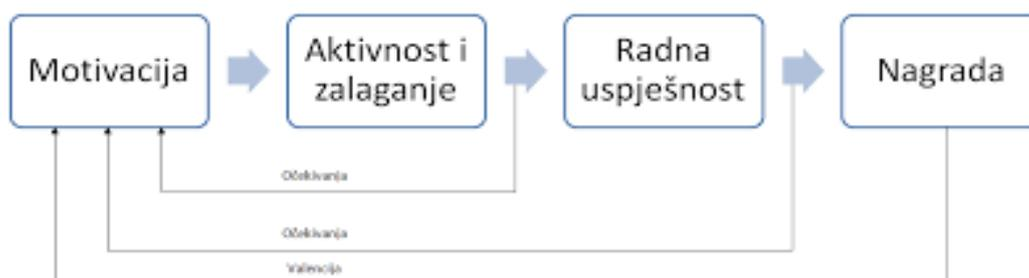 Motivacija
Aktivnost i
zalaganje
Radna
uspješnost
Nagrada
Očekivanja
Očekivanja
Valencija